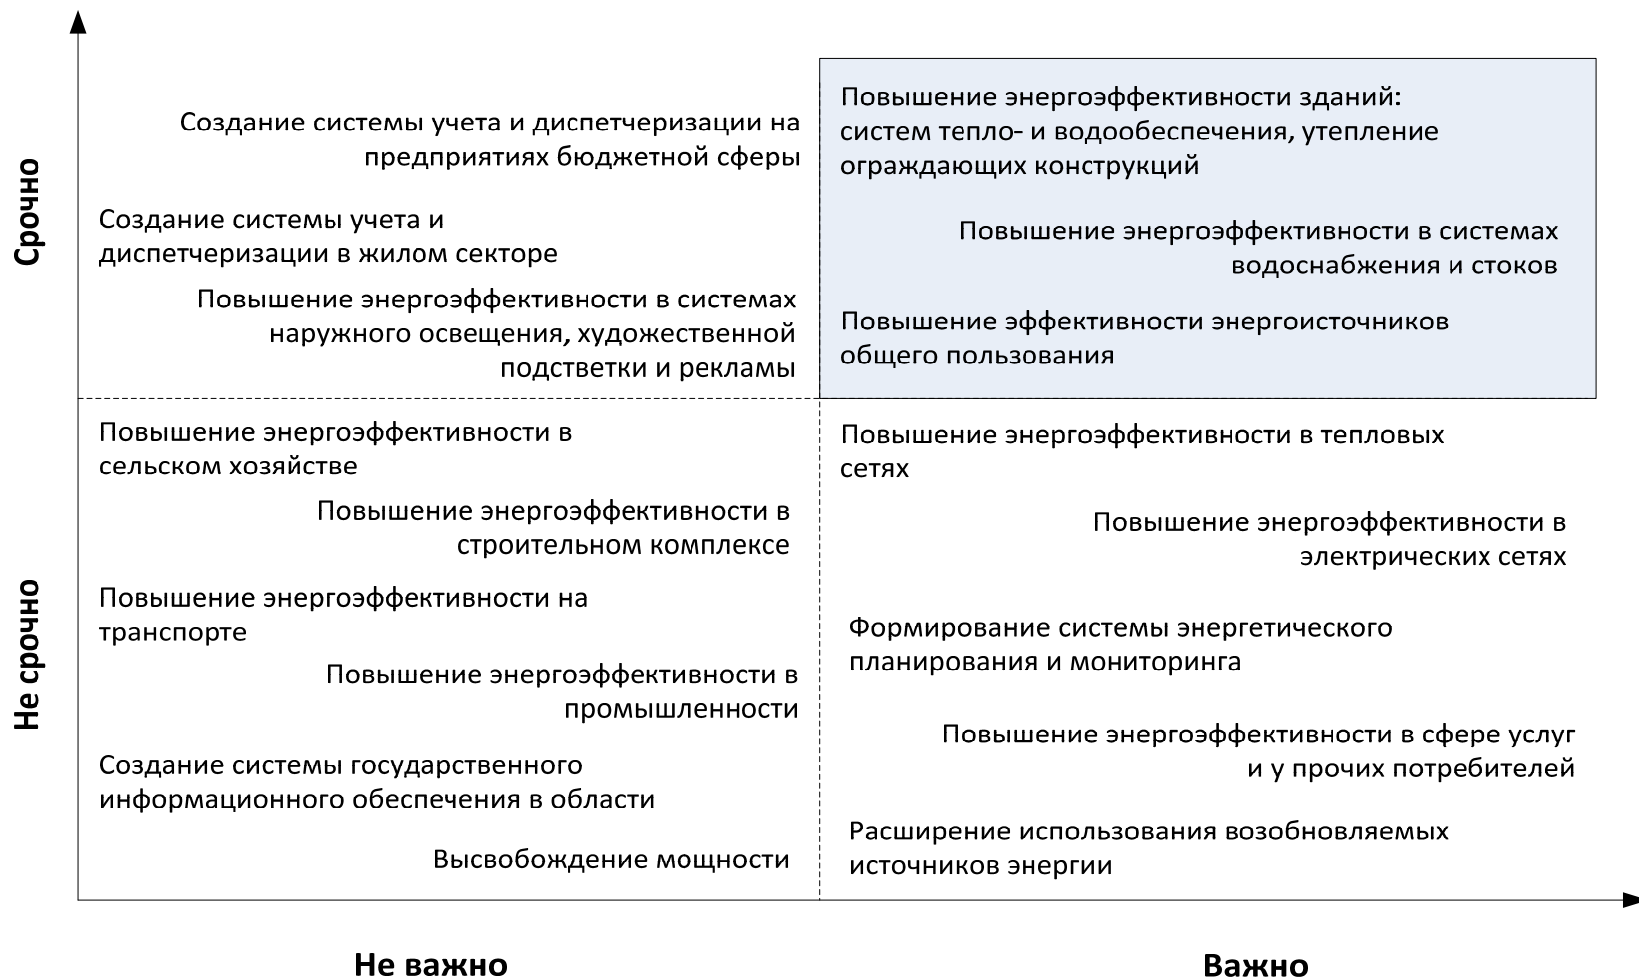 Срочно
Создание системы учета и диспетчеризации на
предприятиях бюджетной сферы
Создание системы учета и
диспетчеризации в жилом секторе
Повышение энергоэффективности в системах
наружного освещения, художественной
подстветки и рекламы
Повышение энергоэффективности зданий:
систем тепло- и водообеспечения, утепление
ограждающих конструкций
Повышение энергоэффективности в системах
водоснабжения и стоков
Повышение эффективности энергоисточников
общего пользования
Не срочно
Повышение энергоэффективности в
сельском хозяйстве
Повышение энергоэффективности в
строительном комплексе
Повышение энергоэффективности на
транспорте
Повышение энергоэффективности в
промышленности
Создание системы государственного
информационного обеспечения в области
Высвобождение мощности
Повышение энергоэффективности в тепловых
сетях
Повышение энергоэффективности в
электрических сетях
Формирование системы энергетического
планирования и мониторинга
Повышение энергоэффективности в сфере услуг
и у прочих потребителей
Расширение использования возобновляемых
источников энергии
Не важно
Важно